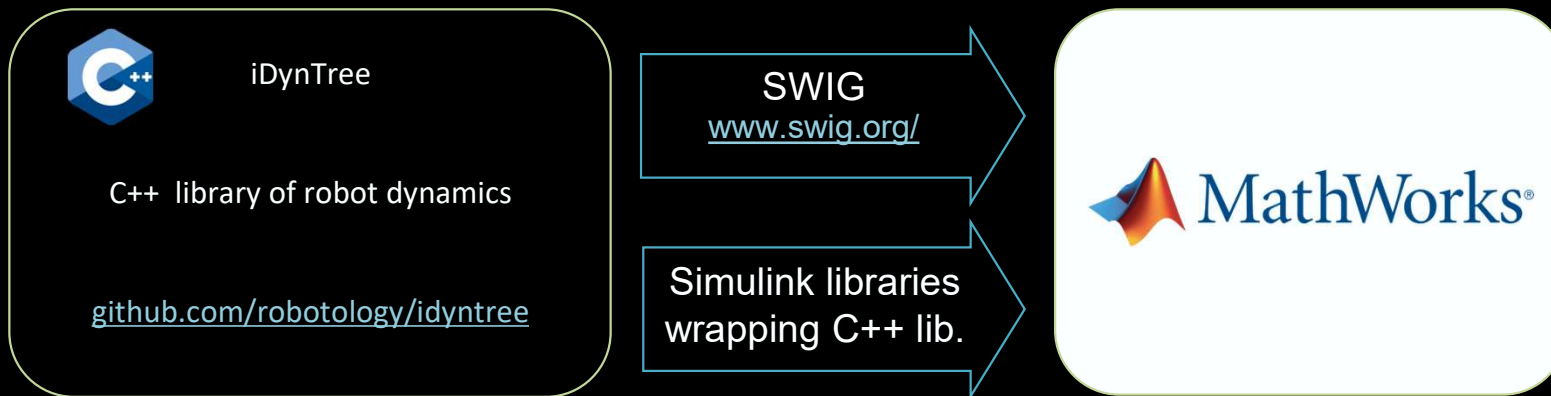 C++
iDynTree
C++ library of robot dynamics
github.com/robotology/idyntree
SWIG
www.swig.org/
Simulink libraries
wrapping C++ lib.
MathWorks®